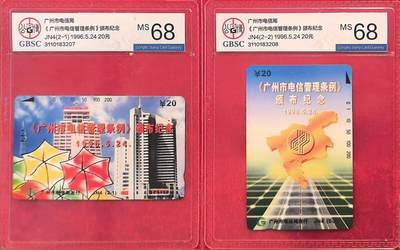 广州市电信局
《广州市电信管理条例》颁布纪念
JN4(2-1) 1996.5.24 20元
3110183207
GBSC
MS 68
¥20
《广州市电信管理条例》
颁布纪念
1996.5.24.
JN4 (2-1)
广州市电信局
《广州市电信管理条例》颁布纪念
JN4(2-2) 1996.5.24 20元
3110183208
GBSC
MS 68
¥20
《广州市电信管理条例》
颁布纪念
1996.5.24.